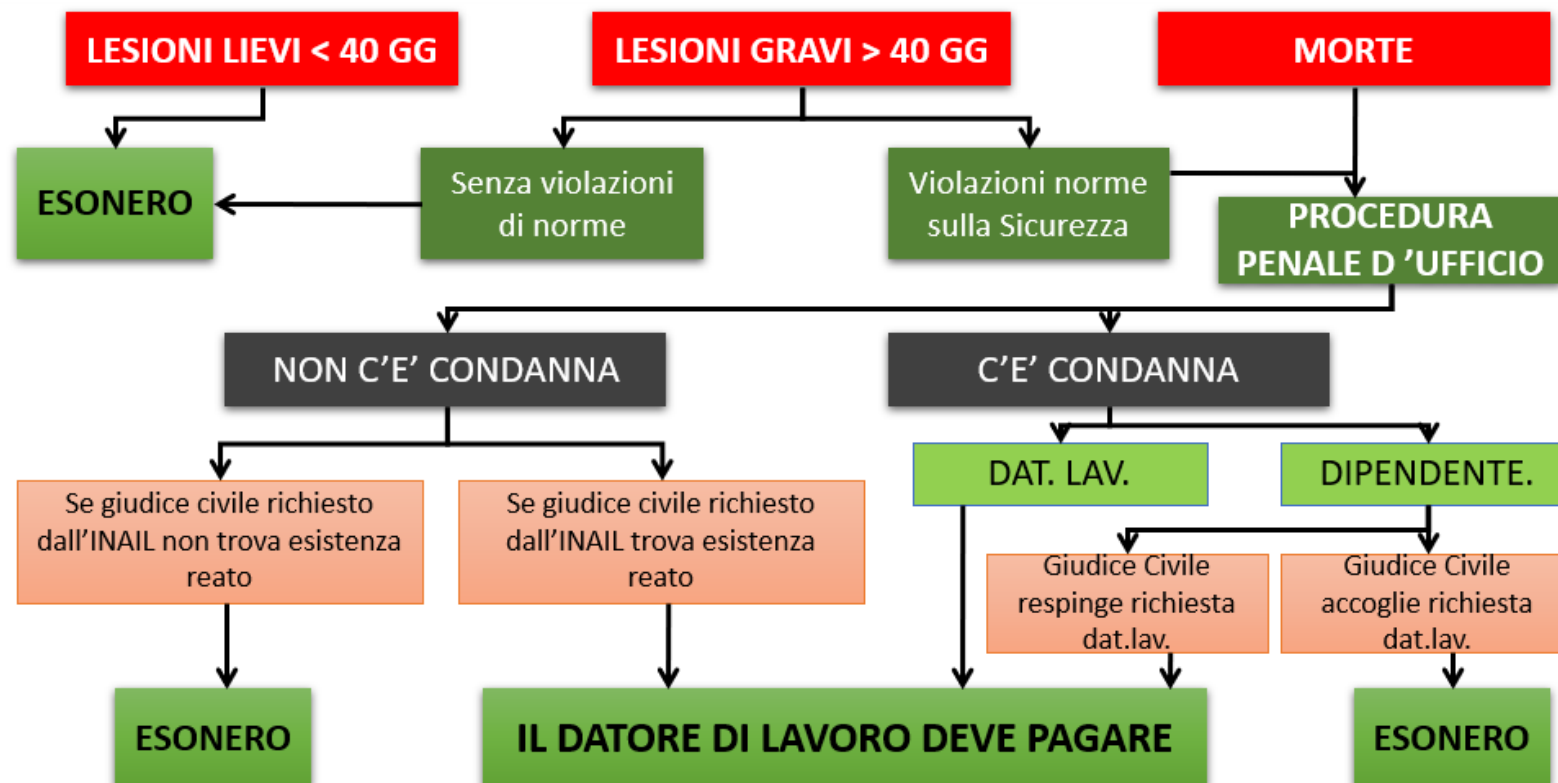 LESIONI LIEVI < 40 GG
LESIONI GRAVI > 40 GG
MORTE
ESONERO
Senza violazioni
di norme
Violazioni norme
sulla Sicurezza
PROCEDURA
PENALE D 'UFFICIO
NON C'E' CONDANNA
C'E' CONDANNA
DAT. LAV.
DIPENDENTE.
Se giudice civile richiesto
dall'INAIL non trova esistenza
reato
Se giudice civile richiesto
dall'INAIL trova esistenza
reato
Giudice Civile
respinge richiesta
dat.lav.
Giudice Civile
accoglie richiesta
dat.lav.
ESONERO
IL DATORE DI LAVORO DEVE PAGARE
ESONERO